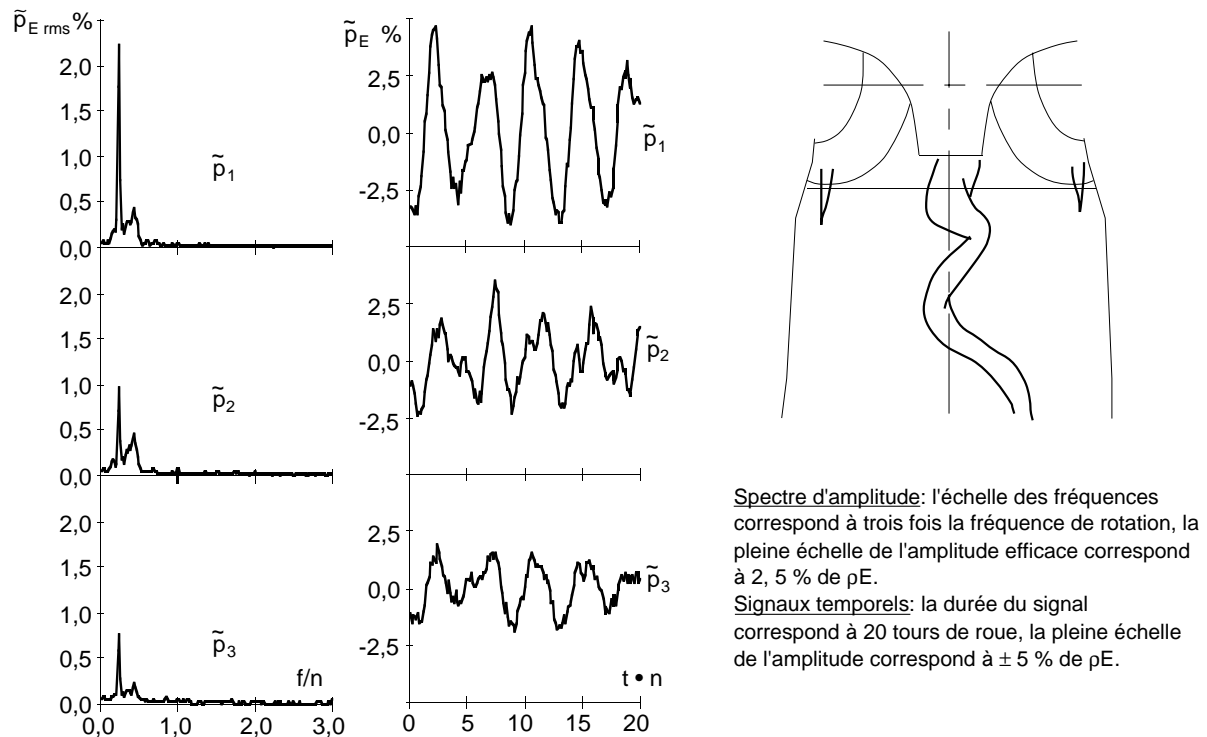 p̃E rms %
2,0
1,5
1,0
0,5
0,0
p̃1
2,0
1,5
1,0
0,5
0,0
p̃2
2,0
1,5
1,0
0,5
0,0
p̃3
f/n
0,0 1,0 2,0 3,0
p̃E %
2,5
0,0
-2,5
p̃1
2,5
0,0
-2,5
p̃2
2,5
0,0
-2,5
p̃3
t • n
0 5 10 15 20
Spectre d'amplitude: l'échelle des fréquences
correspond à trois fois la fréquence de rotation, la
pleine échelle de l'amplitude efficace correspond
à 2, 5 % de ρE.
Signaux temporels: la durée du signal
correspond à 20 tours de roue, la pleine échelle
de l'amplitude correspond à ± 5 % de ρE.